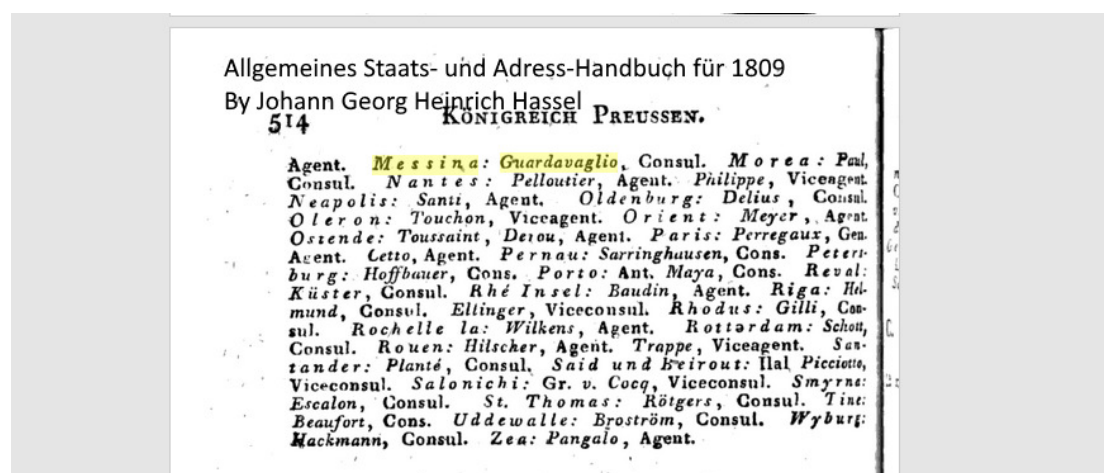 Allgemeines Staats- und Adress-Handbuch für 1809
By Johann Georg Heinrich Hassel
514 KÖNIGREICH PREUSSEN.
Agent. Messina: Guardavaglio, Consul. Morea: Paul,
Consul. Nantes: Pelloutier, Agent. Philippe, Viceagent.
Neapolis: Santi, Agent. Oldenburg: Delius, Consul.
Oleron: Touchon, Viceagent. Orient: Meyer, Agent.
Ostende: Toussaint, Derou, Agent. Paris: Perregaux, Gen.
Agent. Cetto, Agent. Pernau: Sarringhausen, Cons. Peters-
burg: Hoffbauer, Cons. Porto: Ant. Maya, Cons. Reval:
Küster, Consul. Rhé Insel: Baudin, Agent. Riga: Hel-
mund, Consul. Ellinger, Viceconsul. Rhodus: Gilli, Con-
sul. Rochelle la: Wilkens, Agent. Rotterdam: Schott,
Consul. Rouen: Hilscher, Agent. Trappe, Viceagent. San-
tander: Planté, Consul. Said und Beirout: Picciotto,
Viceconsul. Salonichi: Gr. v. Cocq, Viceconsul. Smyrne:
Escalon, Consul. St. Thomas: Rötgers, Consul. Tine:
Beaufort, Cons. Uddewalle: Broström, Consul. Wyburg:
Hackmann, Consul. Zea: Pangalo, Agent.